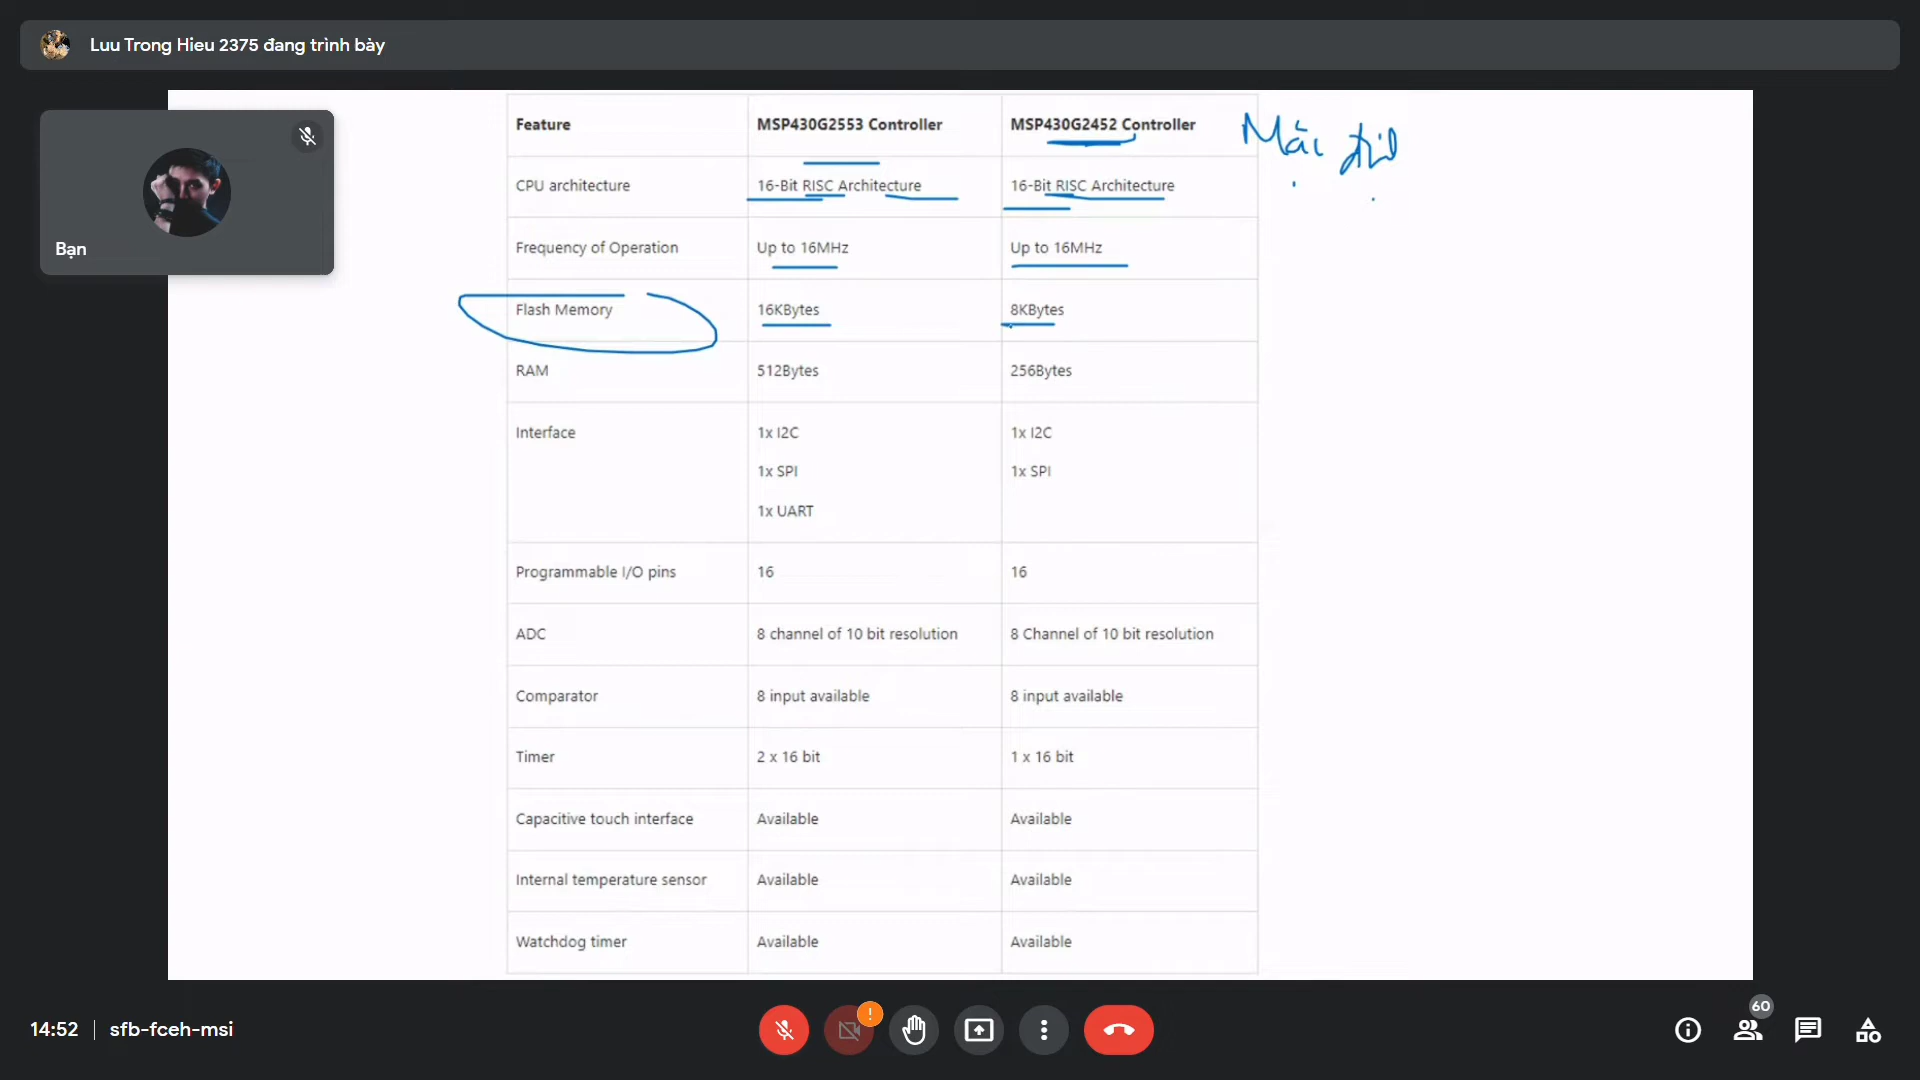 Luu Trong Hieu 2375 đang trình bày
Bạn
Feature MSP430G2553 Controller MSP430G2452 Controller Mặc định
CPU architecture 16-Bit RISC Architecture 16-Bit RISC Architecture
Frequency of Operation Up to 16MHz Up to 16MHz
Flash Memory 16KBytes 8KBytes
RAM 512Bytes 256Bytes
Interface 1x I2C 1x I2C
1x SPI 1x SPI
1x UART
Programmable I/O pins 16 16
ADC 8 channel of 10 bit resolution 8 Channel of 10 bit resolution
Comparator 8 input available 8 input available
Timer 2 x 16 bit 1 x 16 bit
Capacitive touch interface Available Available
Internal temperature sensor Available Available
Watchdog timer Available Available
14:52 | sfb-fceh-msi
! 60